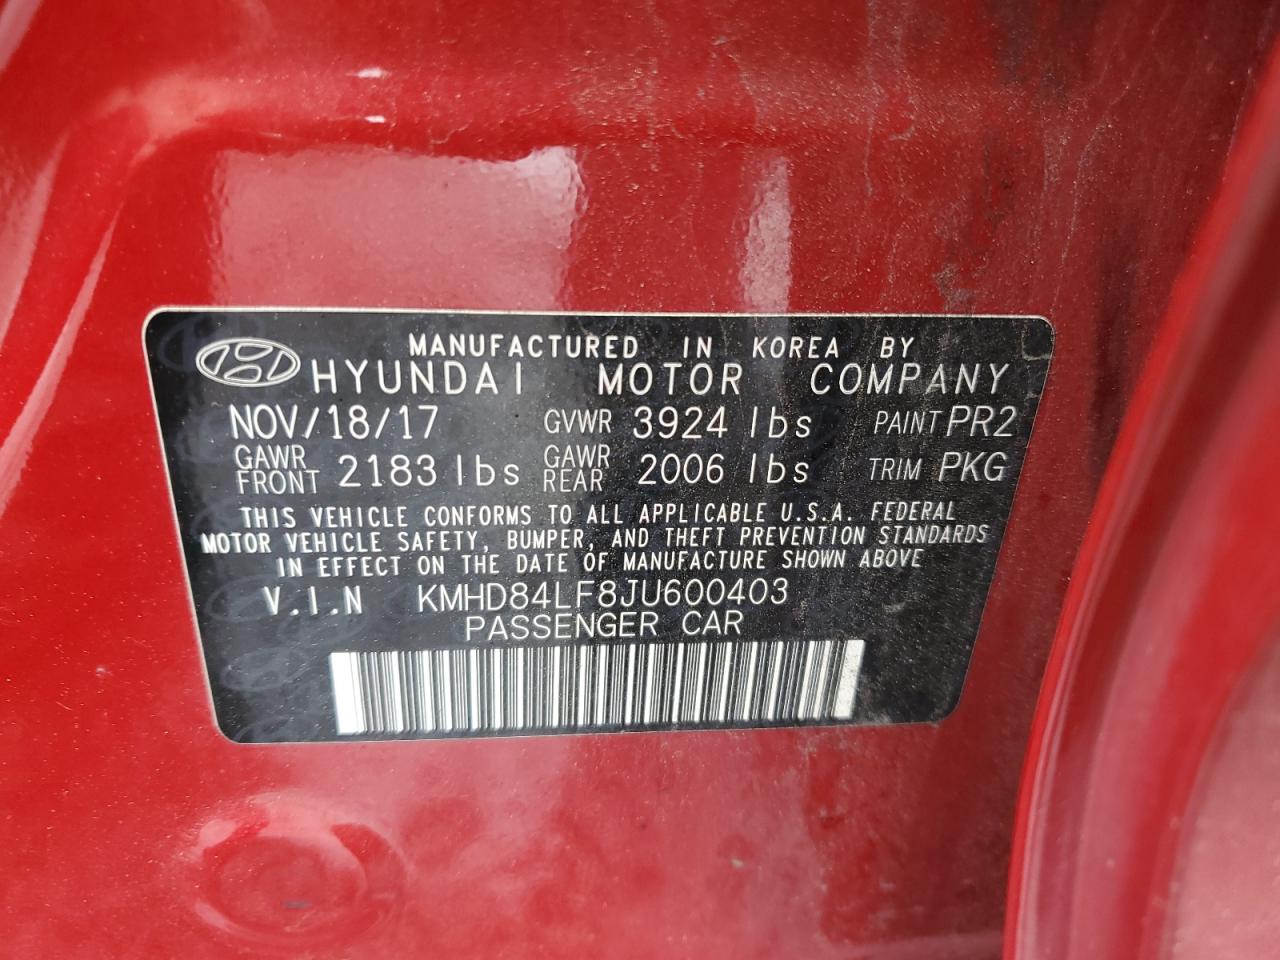 MANUFACTURED IN KOREA BY
HYUNDAI MOTOR COMPANY
NOV/18/17 GVWR 3924 lbs PAINT PR2
GAWR FRONT 2183 lbs GAWR REAR 2006 lbs TRIM PKG
THIS VEHICLE CONFORMS TO ALL APPLICABLE U.S.A. FEDERAL
MOTOR VEHICLE SAFETY, BUMPER, AND THEFT PREVENTION STANDARDS
IN EFFECT ON THE DATE OF MANUFACTURE SHOWN ABOVE
V.I.N KMHD84LF8JU600403
PASSENGER CAR